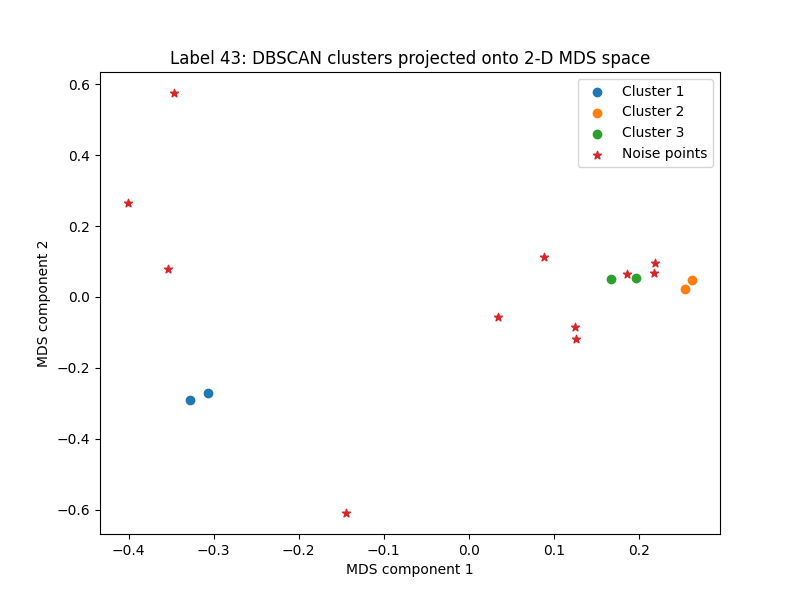 Label 43: DBSCAN clusters projected onto 2-D MDS space
Cluster 1
Cluster 2
Cluster 3
Noise points
MDS component 2
0.6
0.4
0.2
0.0
−0.2
−0.4
−0.6
−0.4 −0.3 −0.2 −0.1 0.0 0.1 0.2
MDS component 1